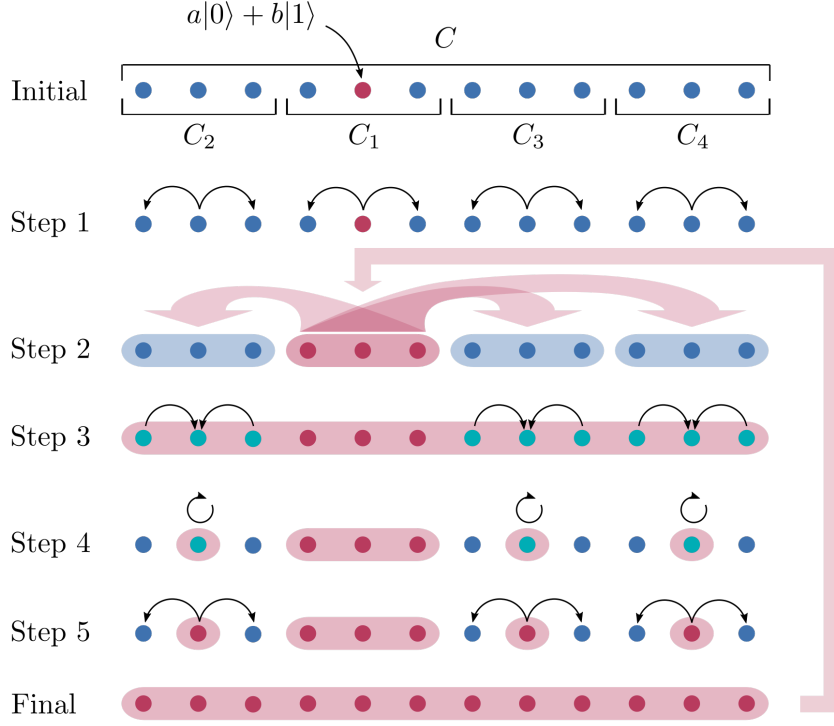 a|0⟩ + b|1⟩
C
Initial
C₂ C₁ C₃ C₄
Step 1
Step 2
Step 3
Step 4
Step 5
Final